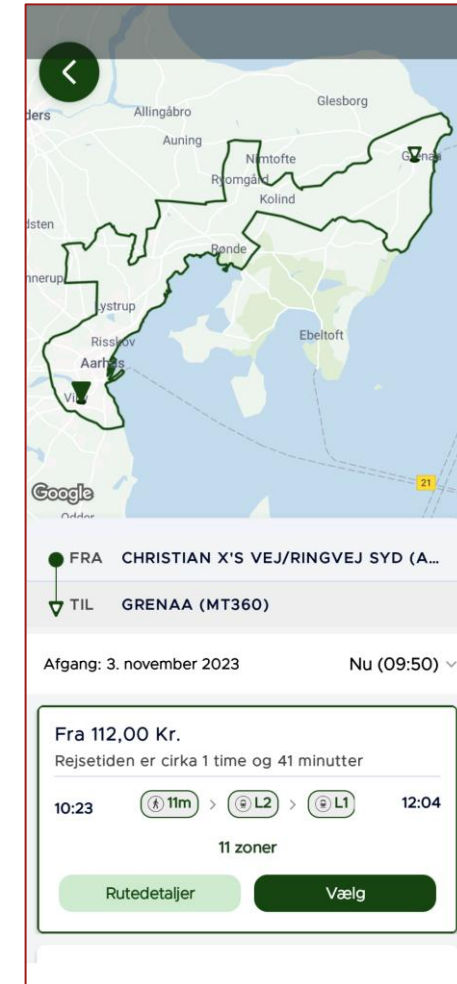 Glesborg
ders
Allingåbro
Auning
Nimtofte
Grenaa
Ryomgård
Kolind
dsten
Rønde
nnerup
Lystrup
Risskov
Ebeltoft
Aarhus
Viby
Google
21
Odder
FRA CHRISTIAN X'S VEJ/RINGVEJ SYD (A...
TIL GRENAA (MT360)
Afgang: 3. november 2023 Nu (09:50)
Fra 112,00 Kr.
Rejsetiden er cirka 1 time og 41 minutter
10:23 11m > L2 > L1 12:04
11 zoner
Rutedetaljer Vælg